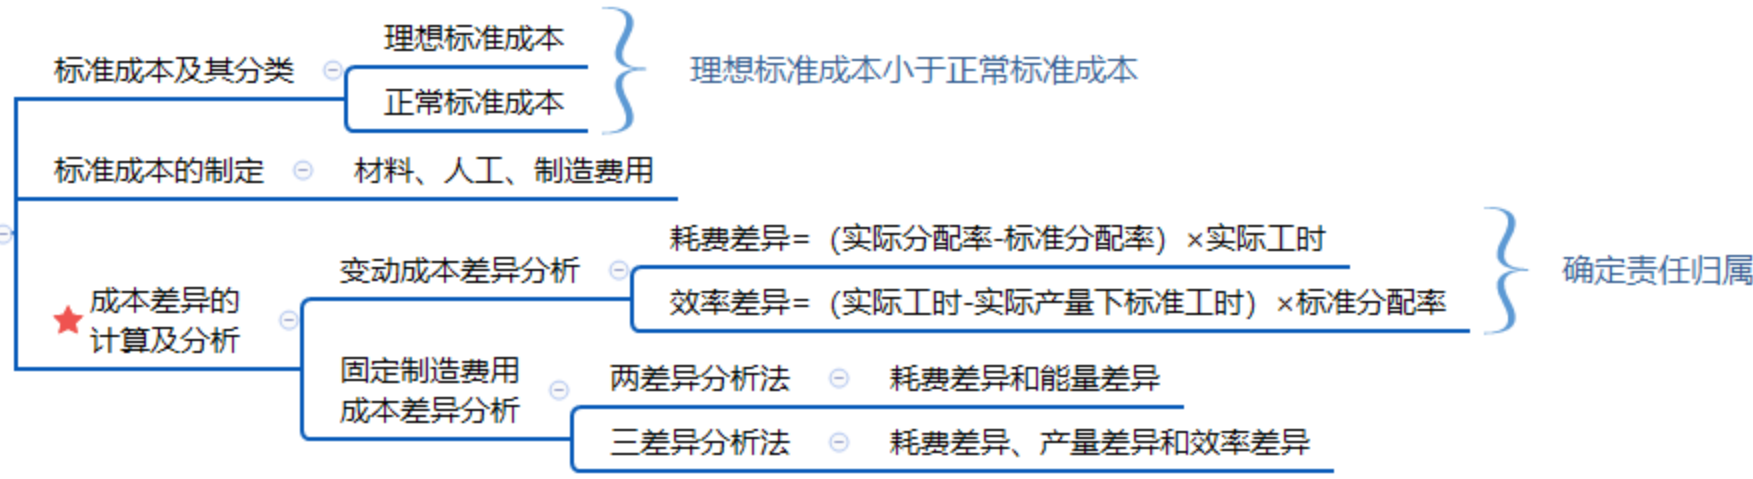 标准成本及其分类
理想标准成本
正常标准成本
理想标准成本小于正常标准成本
标准成本的制定
材料、人工、制造费用
成本差异的
计算及分析
变动成本差异分析
耗费差异=（实际分配率-标准分配率）×实际工时
效率差异=（实际工时-实际产量下标准工时）×标准分配率
确定责任归属
固定制造费用
成本差异分析
两差异分析法
耗费差异和能量差异
三差异分析法
耗费差异、产量差异和效率差异